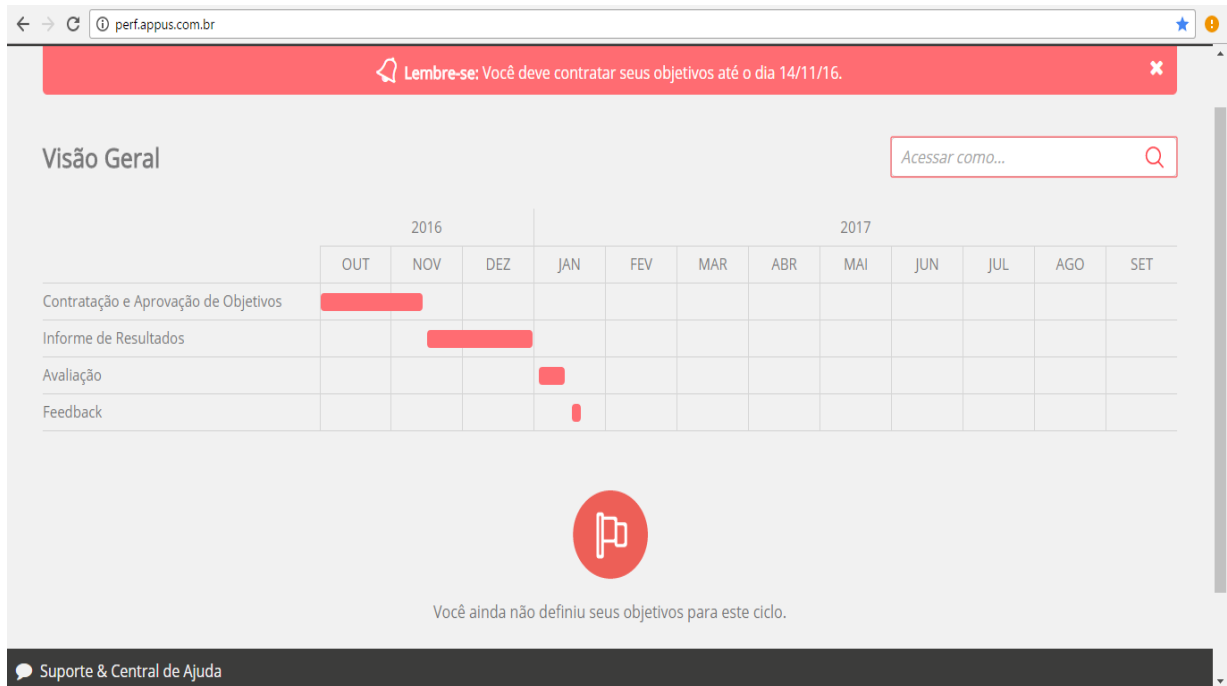 perf.appus.com.br
Lembre-se: Você deve contratar seus objetivos até o dia 14/11/16.
Visão Geral
Acessar como...
2016 2017
OUT NOV DEZ JAN FEV MAR ABR MAI JUN JUL AGO SET
Contratação e Aprovação de Objetivos
Informe de Resultados
Avaliação
Feedback
Você ainda não definiu seus objetivos para este ciclo.
Suporte & Central de Ajuda